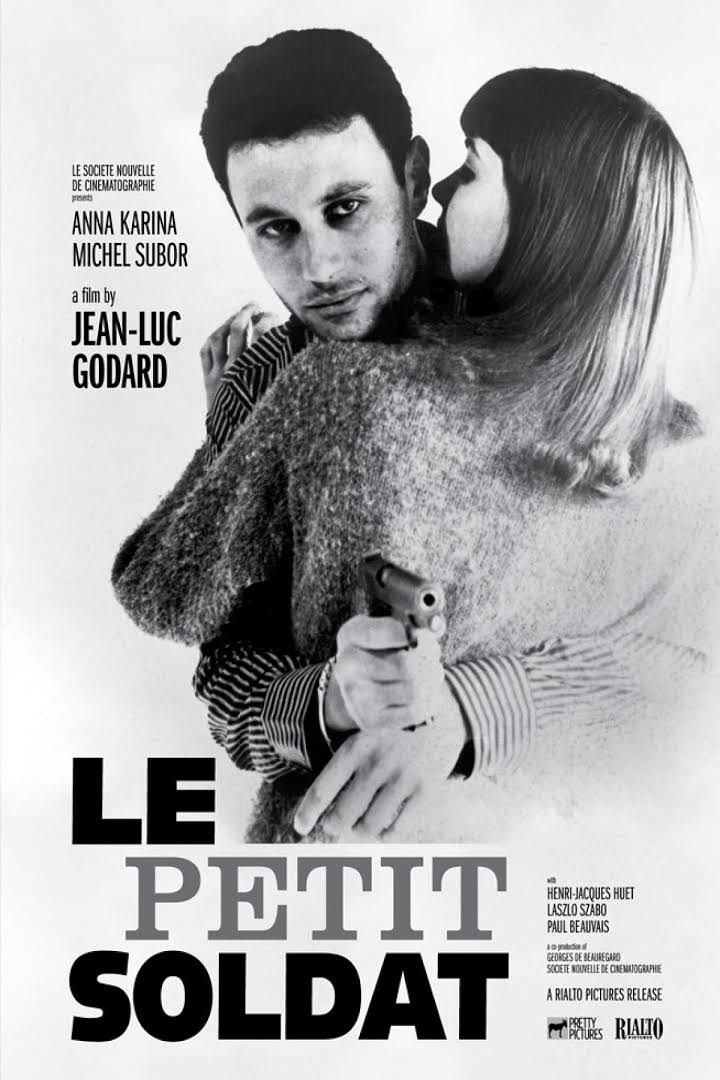 LE SOCIETE NOUVELLE
DE CINEMATOGRAPHIE
presents
ANNA KARINA
MICHEL SUBOR
a film by
JEAN-LUC
GODARD
LE
PETIT
SOLDAT
with
HENRI-JACQUES HUET
LASZLO SZABO
PAUL BEAUVAIS
a co-production of
GEORGES DE BEAUREGARD
SOCIETE NOUVELLE DE CINEMATOGRAPHIE
A RIALTO PICTURES RELEASE
PRETTY
PICTURES
RIALTO
PICTURES